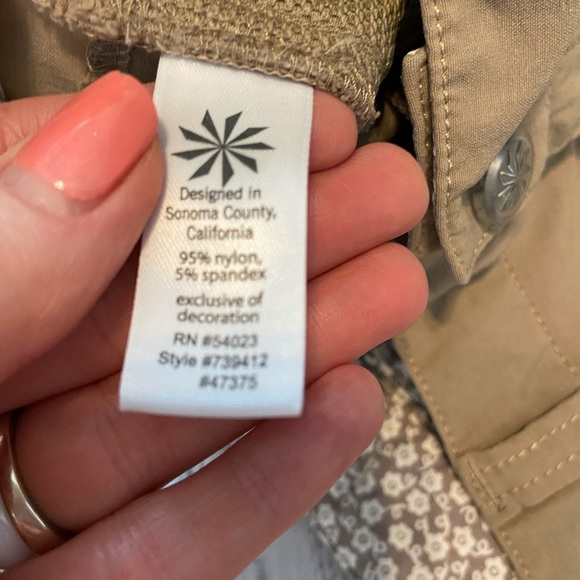 Designed in
Sonoma County,
California
95% nylon,
5% spandex
exclusive of
decoration
RN #54023
Style #739412
#47375